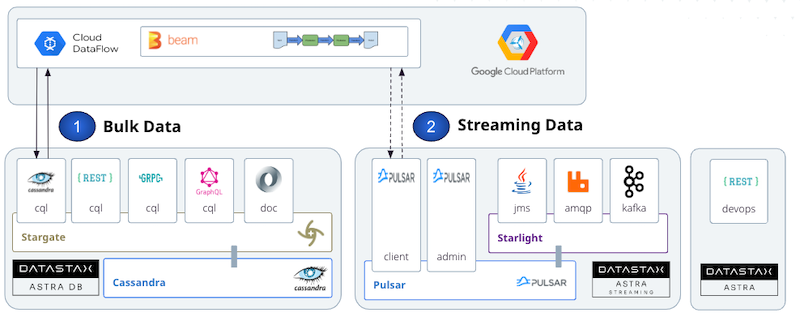 Cloud
DataFlow
beam
Google Cloud Platform
1 Bulk Data
2 Streaming Data
cassandra
cql
{ REST }
cql
GRPC
cql
GraphQL
cql
doc
Stargate
DATASTAX
ASTRA DB
Cassandra
cassandra
PULSAR
client
PULSAR
admin
jms
amqp
kafka
Starlight
Pulsar
PULSAR
DATASTAX
ASTRA
STREAMING
{ REST }
devops
DATASTAX
ASTRA